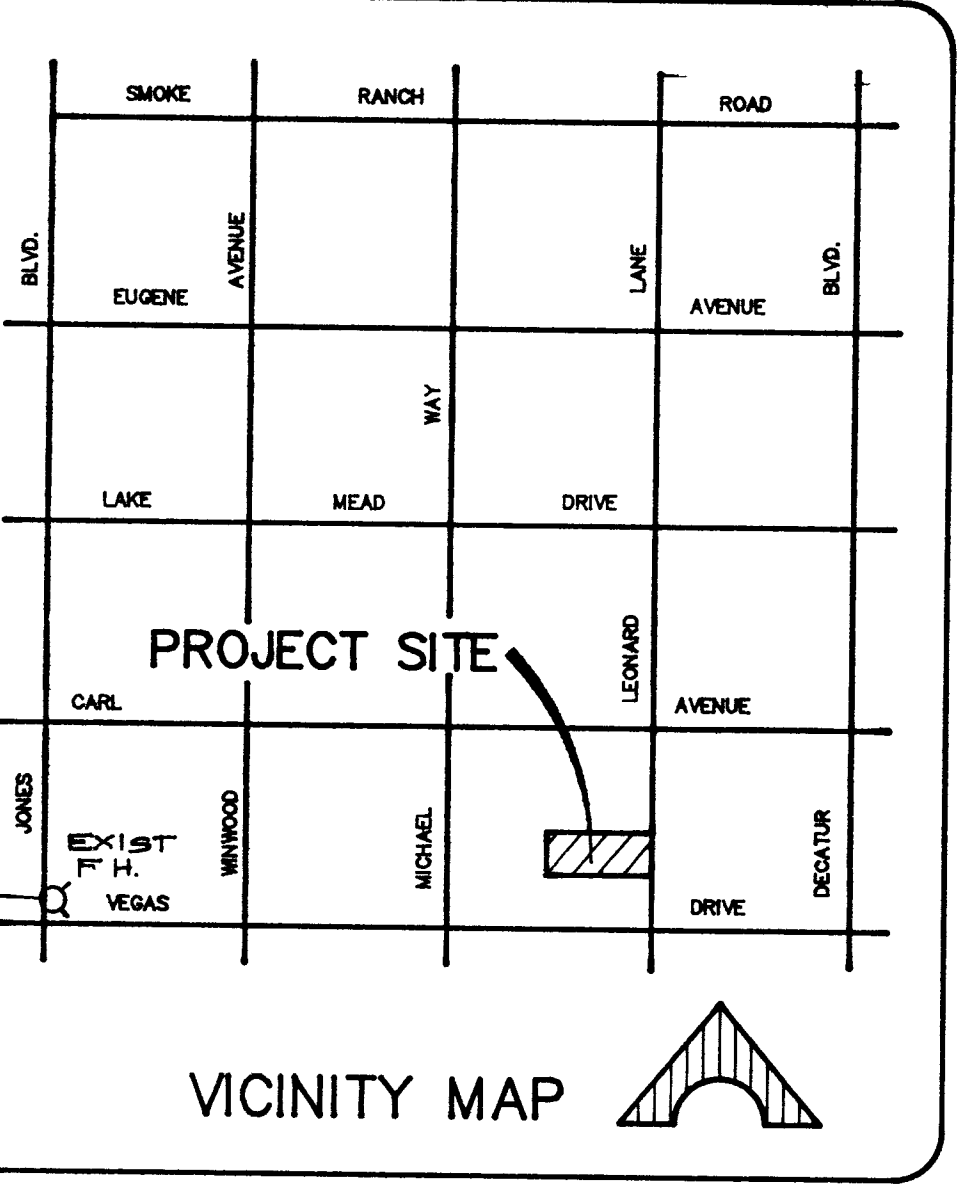 SMOKE RANCH ROAD
JONES BLVD.
WINWOOD AVENUE
MICHAEL WAY
LEONARD LANE
DECATUR BLVD.
EUGENE AVENUE
LAKE MEAD DRIVE
PROJECT SITE
CARL AVENUE
EXIST
F H.
VEGAS DRIVE
VICINITY MAP